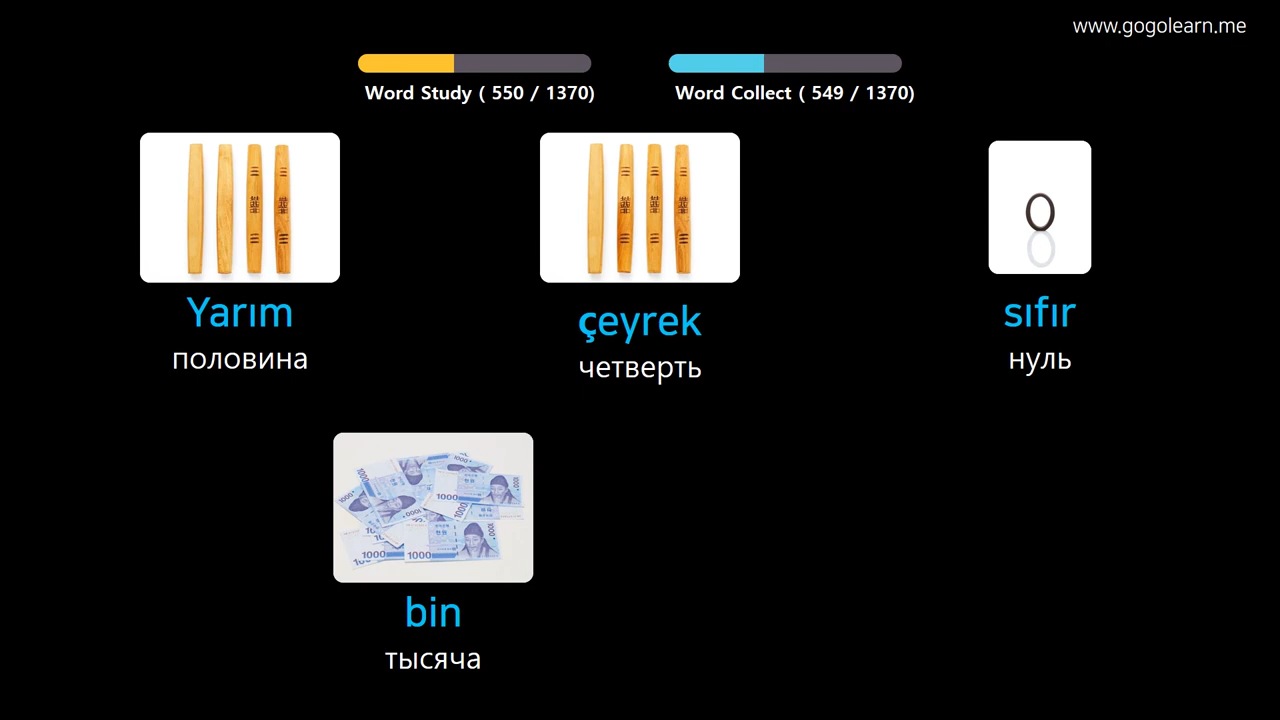 www.gogolearn.me
Word Study ( 550 / 1370)
Word Collect ( 549 / 1370)
Yarım
половина
çeyrek
четверть
sıfır
нуль
bin
тысяча